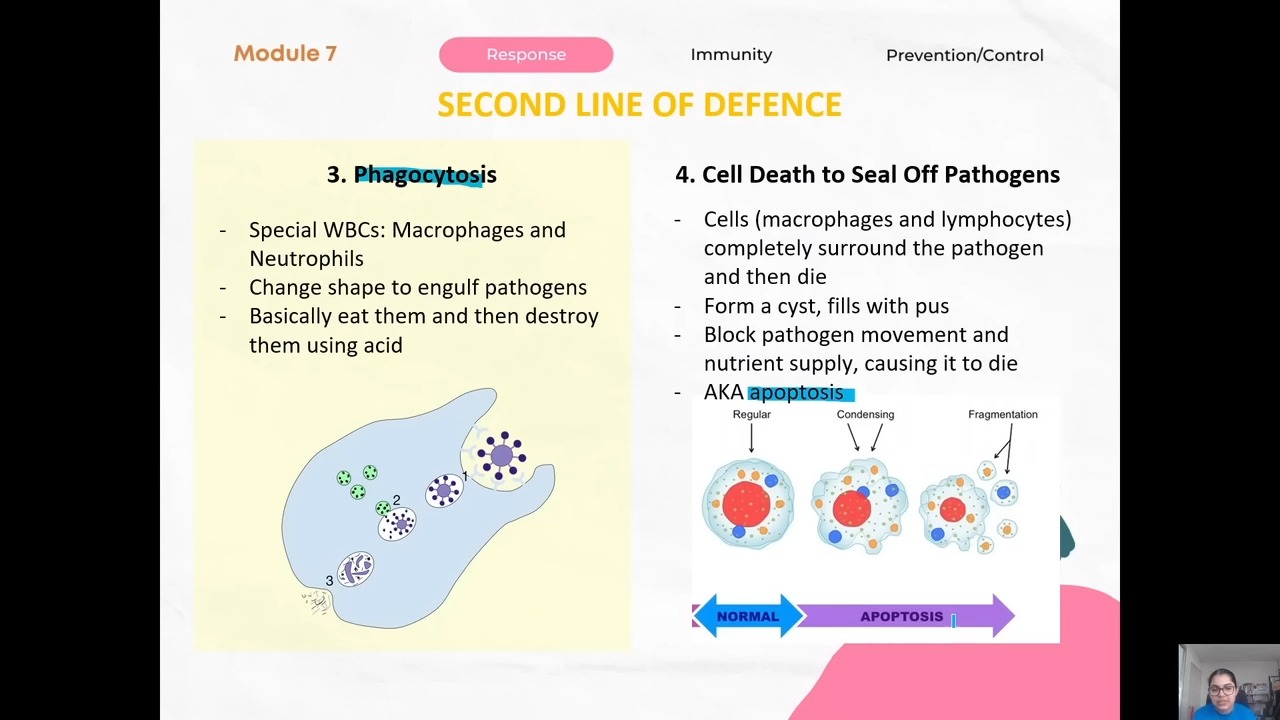 Module 7
Response
Immunity
Prevention/Control
SECOND LINE OF DEFENCE
3. Phagocytosis
- Special WBCs: Macrophages and
Neutrophils
- Change shape to engulf pathogens
- Basically eat them and then destroy
them using acid
1
2
3
4. Cell Death to Seal Off Pathogens
- Cells (macrophages and lymphocytes)
completely surround the pathogen
and then die
- Form a cyst, fills with pus
- Block pathogen movement and
nutrient supply, causing it to die
- AKA apoptosis
Regular
Condensing
Fragmentation
NORMAL
APOPTOSIS